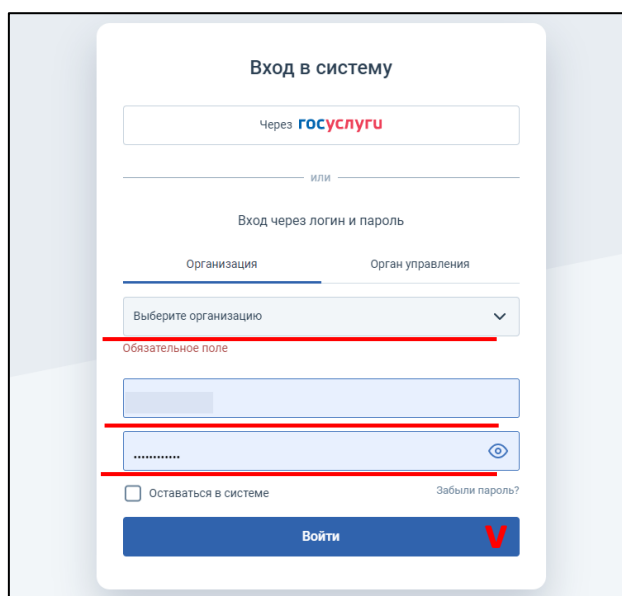 Вход в систему
Через госуслуги
или
Вход через логин и пароль
Организация Орган управления
Выберите организацию
Обязательное поле
............
Оставаться в системе Забыли пароль?
Войти V